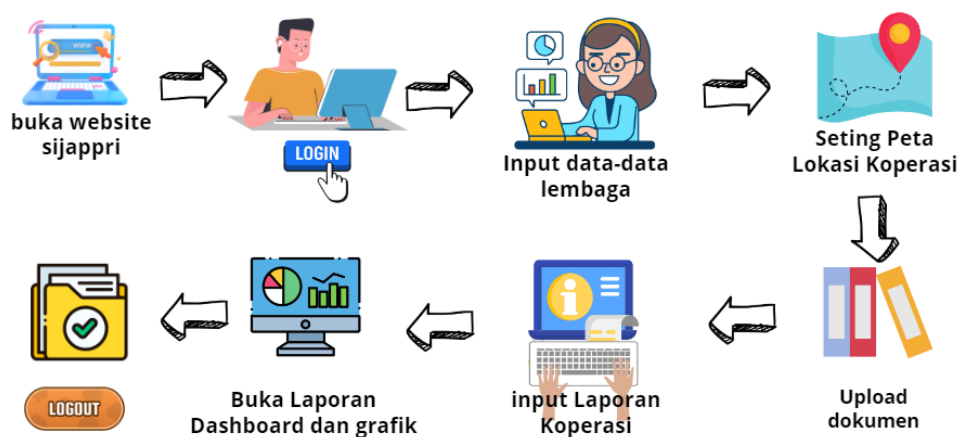 WWW
buka website
sijappri
LOGIN
Input data-data
lembaga
Seting Peta
Lokasi Koperasi
Upload
dokumen
input Laporan
Koperasi
Buka Laporan
Dashboard dan grafik
LOGOUT